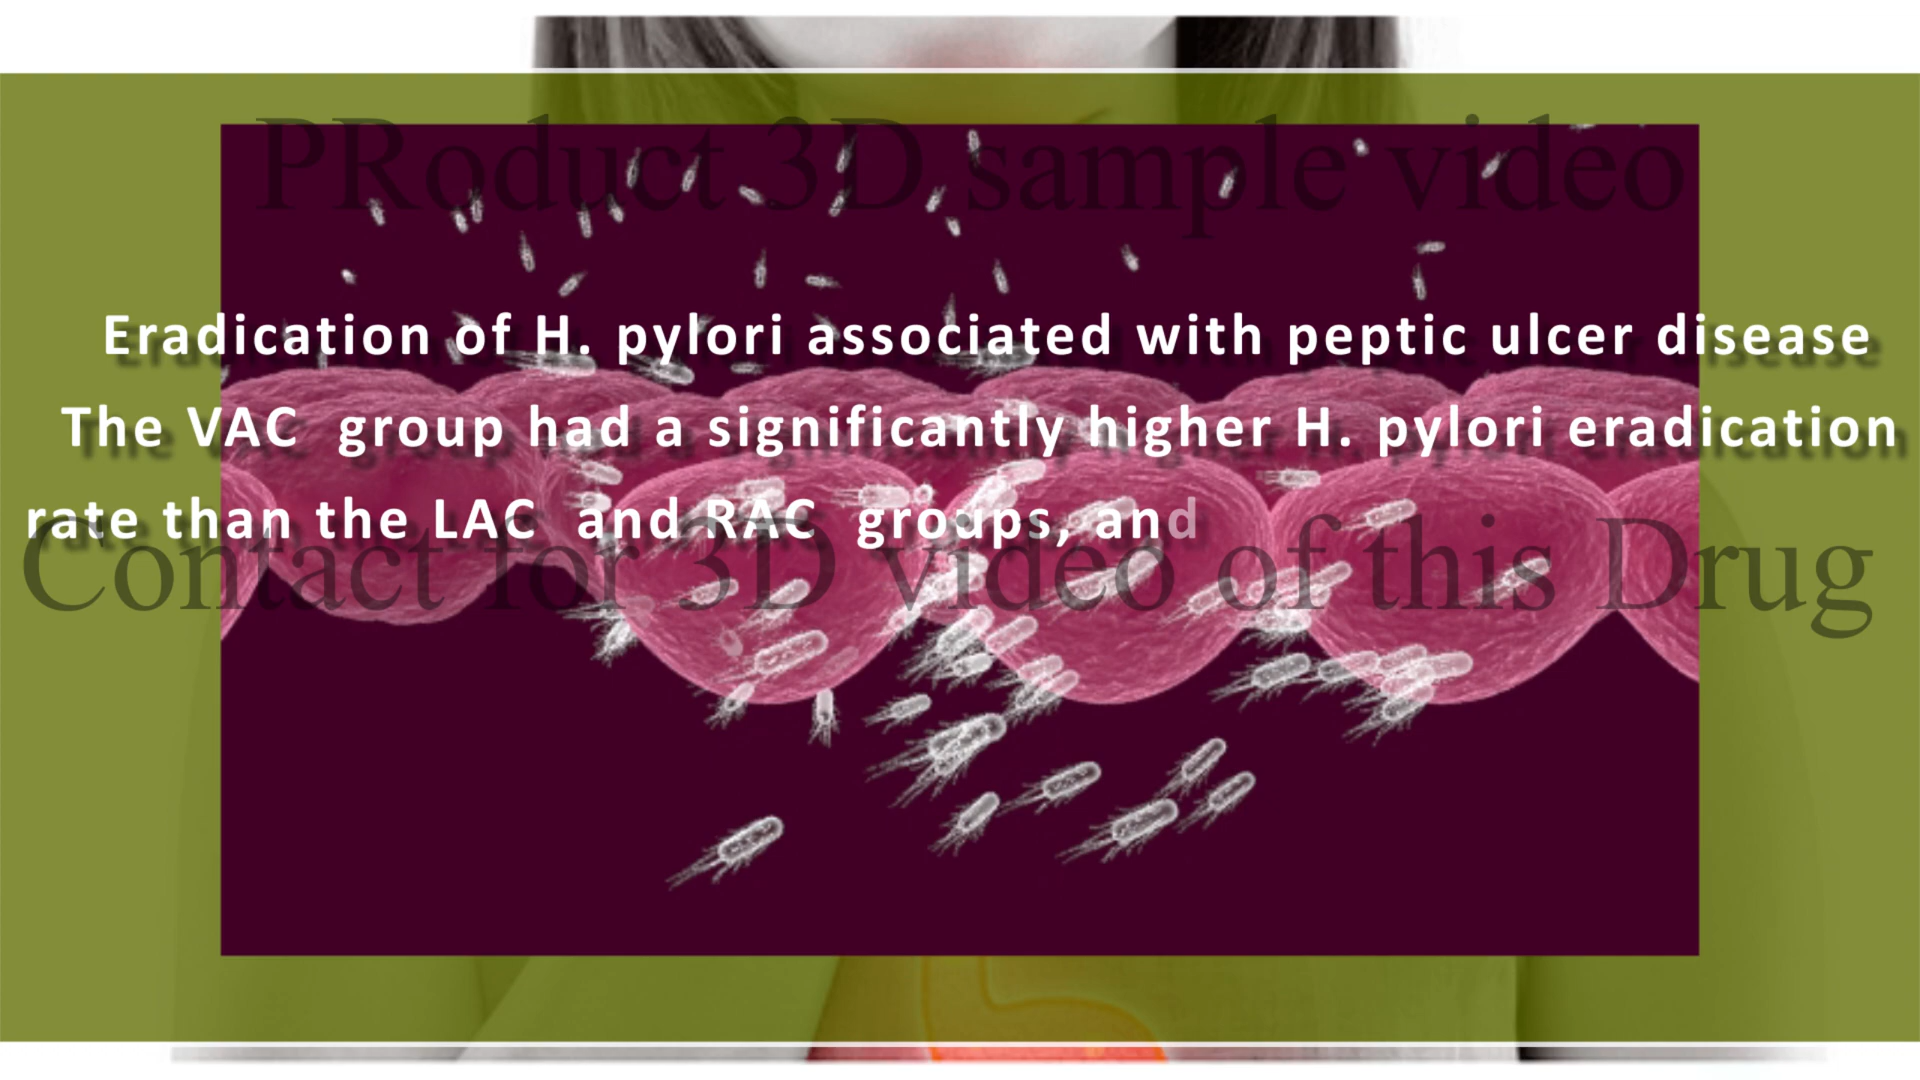 PRoduct 3D sample video
Eradication of H. pylori associated with peptic ulcer disease
The VAC group had a significantly higher H. pylori eradication
rate than the LAC and RAC groups, and
Contact for 3D video of this Drug